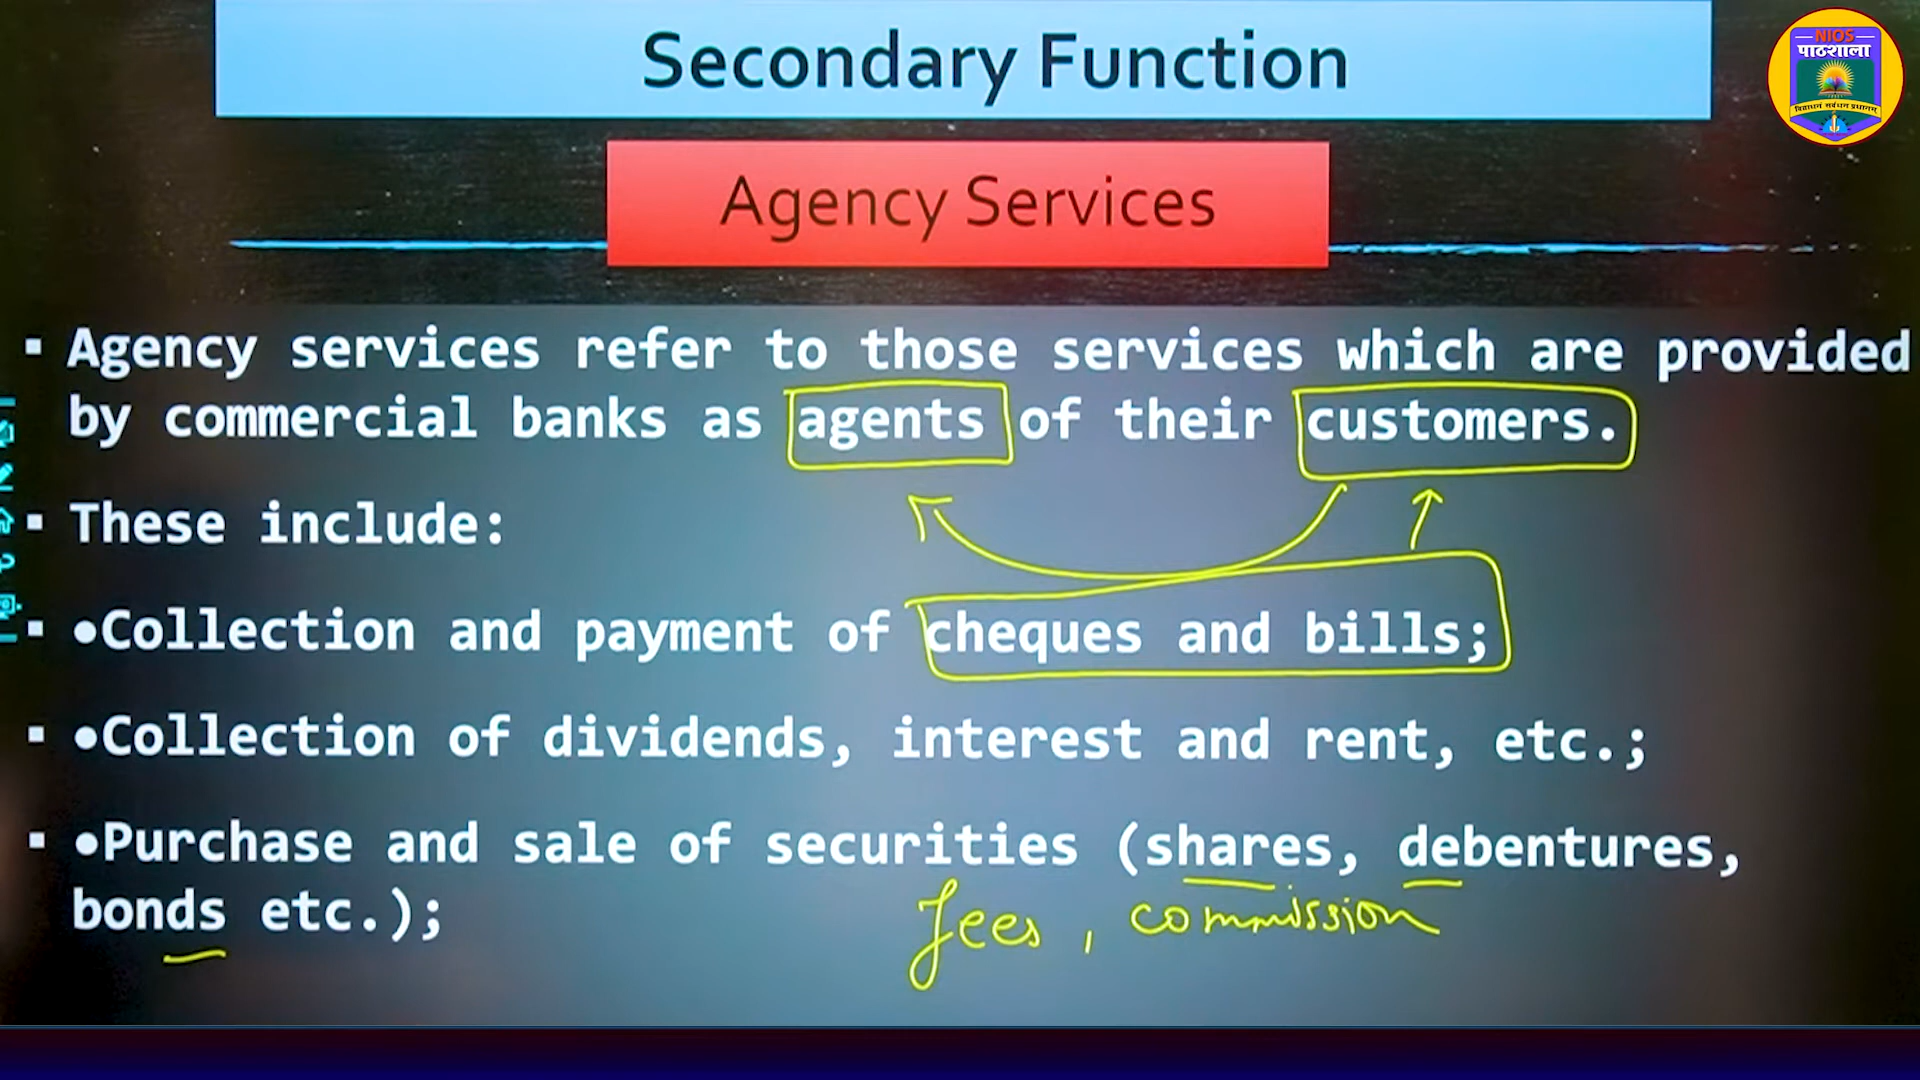 Secondary Function
NIOS
पाठशाला
Agency Services
▪ Agency services refer to those services which are provided
by commercial banks as agents of their customers.
▪ These include:
▪ •Collection and payment of cheques and bills;
▪ •Collection of dividends, interest and rent, etc.;
▪ •Purchase and sale of securities (shares, debentures,
bonds etc.);
fees, commission